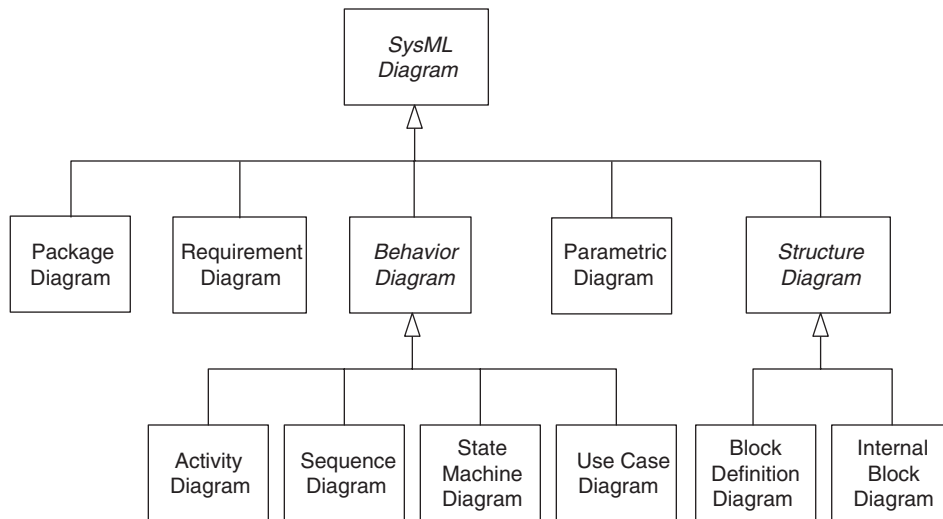 SysML
Diagram
Package
Diagram
Requirement
Diagram
Behavior
Diagram
Parametric
Diagram
Structure
Diagram
Activity
Diagram
Sequence
Diagram
State
Machine
Diagram
Use Case
Diagram
Block
Definition
Diagram
Internal
Block
Diagram